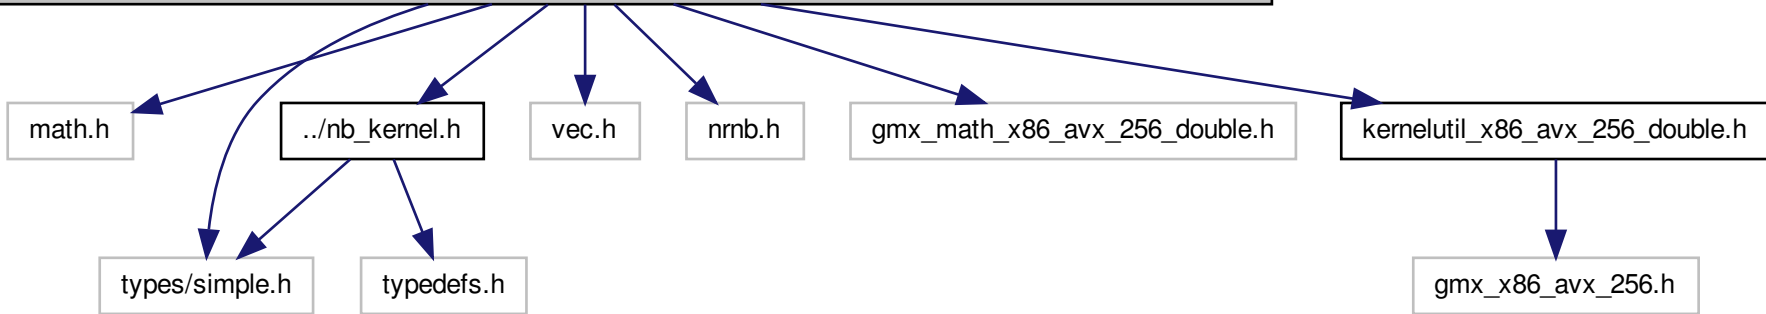 math.h
../nb_kernel.h
vec.h
nrnb.h
gmx_math_x86_avx_256_double.h
kernelutil_x86_avx_256_double.h
types/simple.h
typedefs.h
gmx_x86_avx_256.h